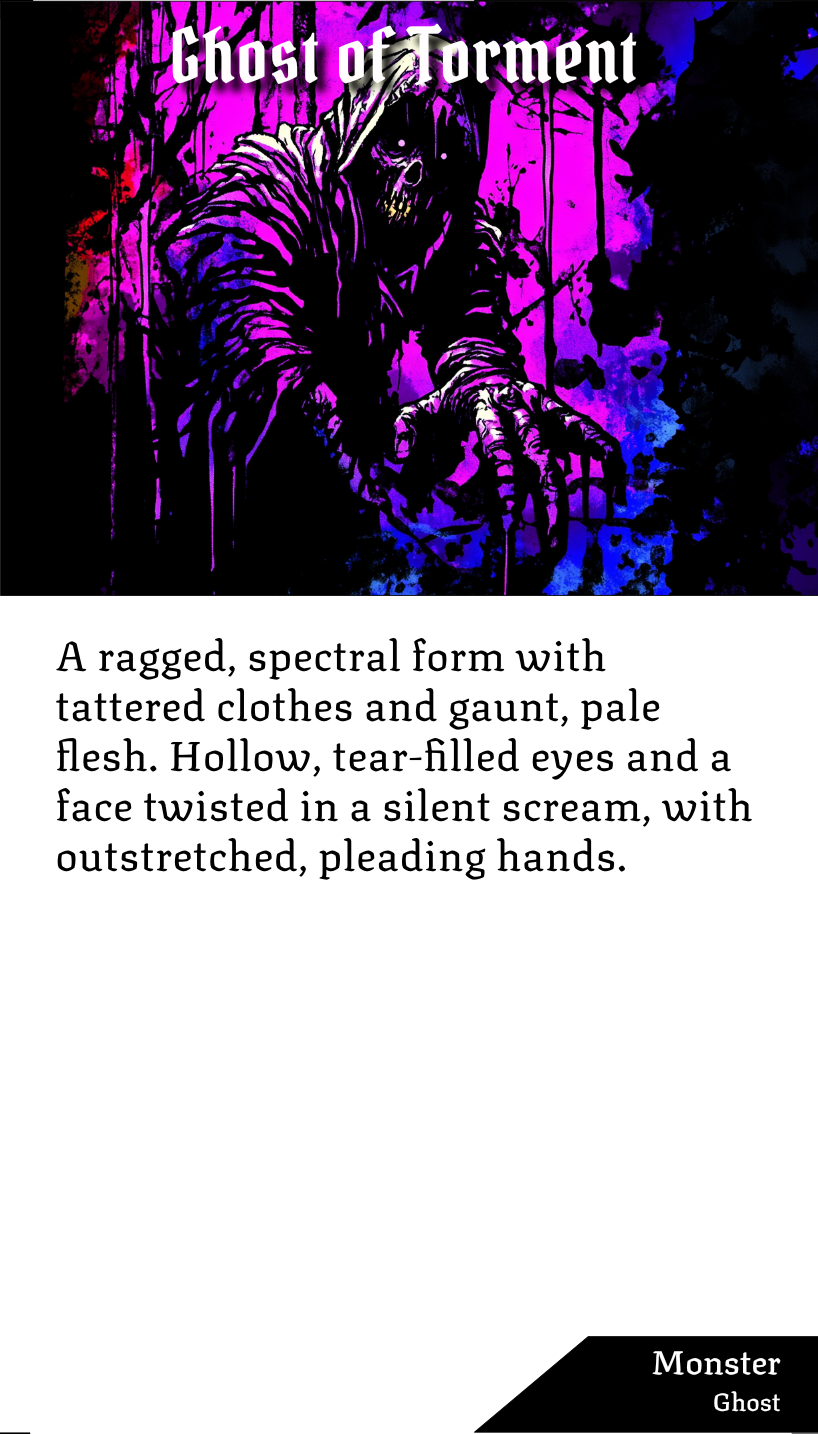 Ghost of Torment
A ragged, spectral form with
tattered clothes and gaunt, pale
flesh. Hollow, tear-filled eyes and a
face twisted in a silent scream, with
outstretched, pleading hands.
Monster
Ghost